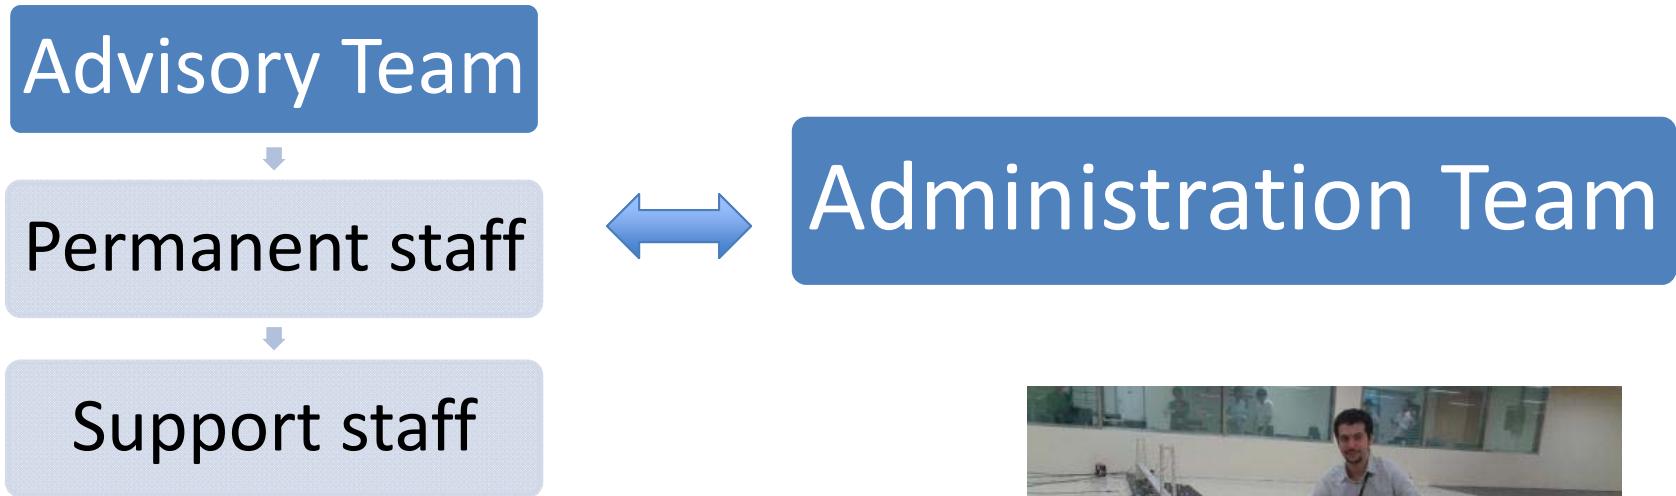 Advisory Team
Permanent staff
Support staff
Administration Team